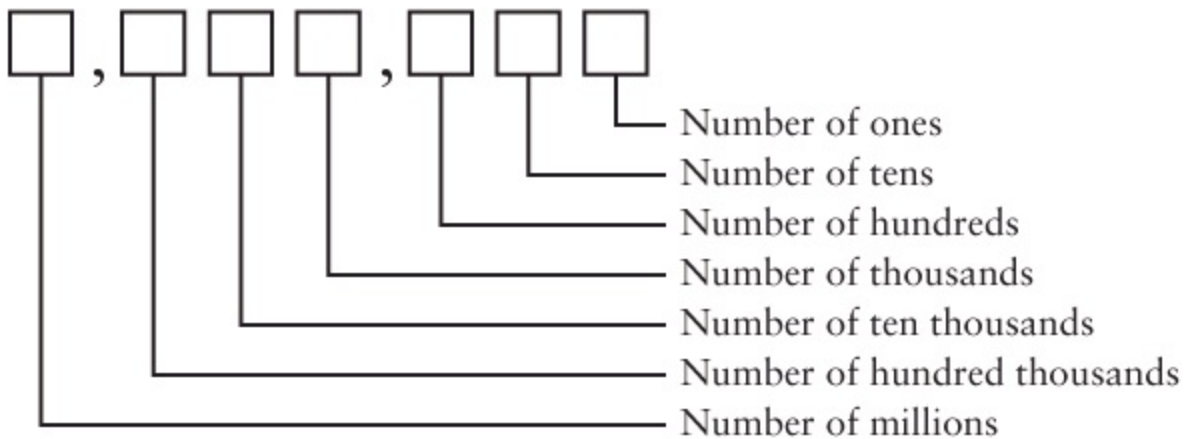 , ,
Number of ones
Number of tens
Number of hundreds
Number of thousands
Number of ten thousands
Number of hundred thousands
Number of millions